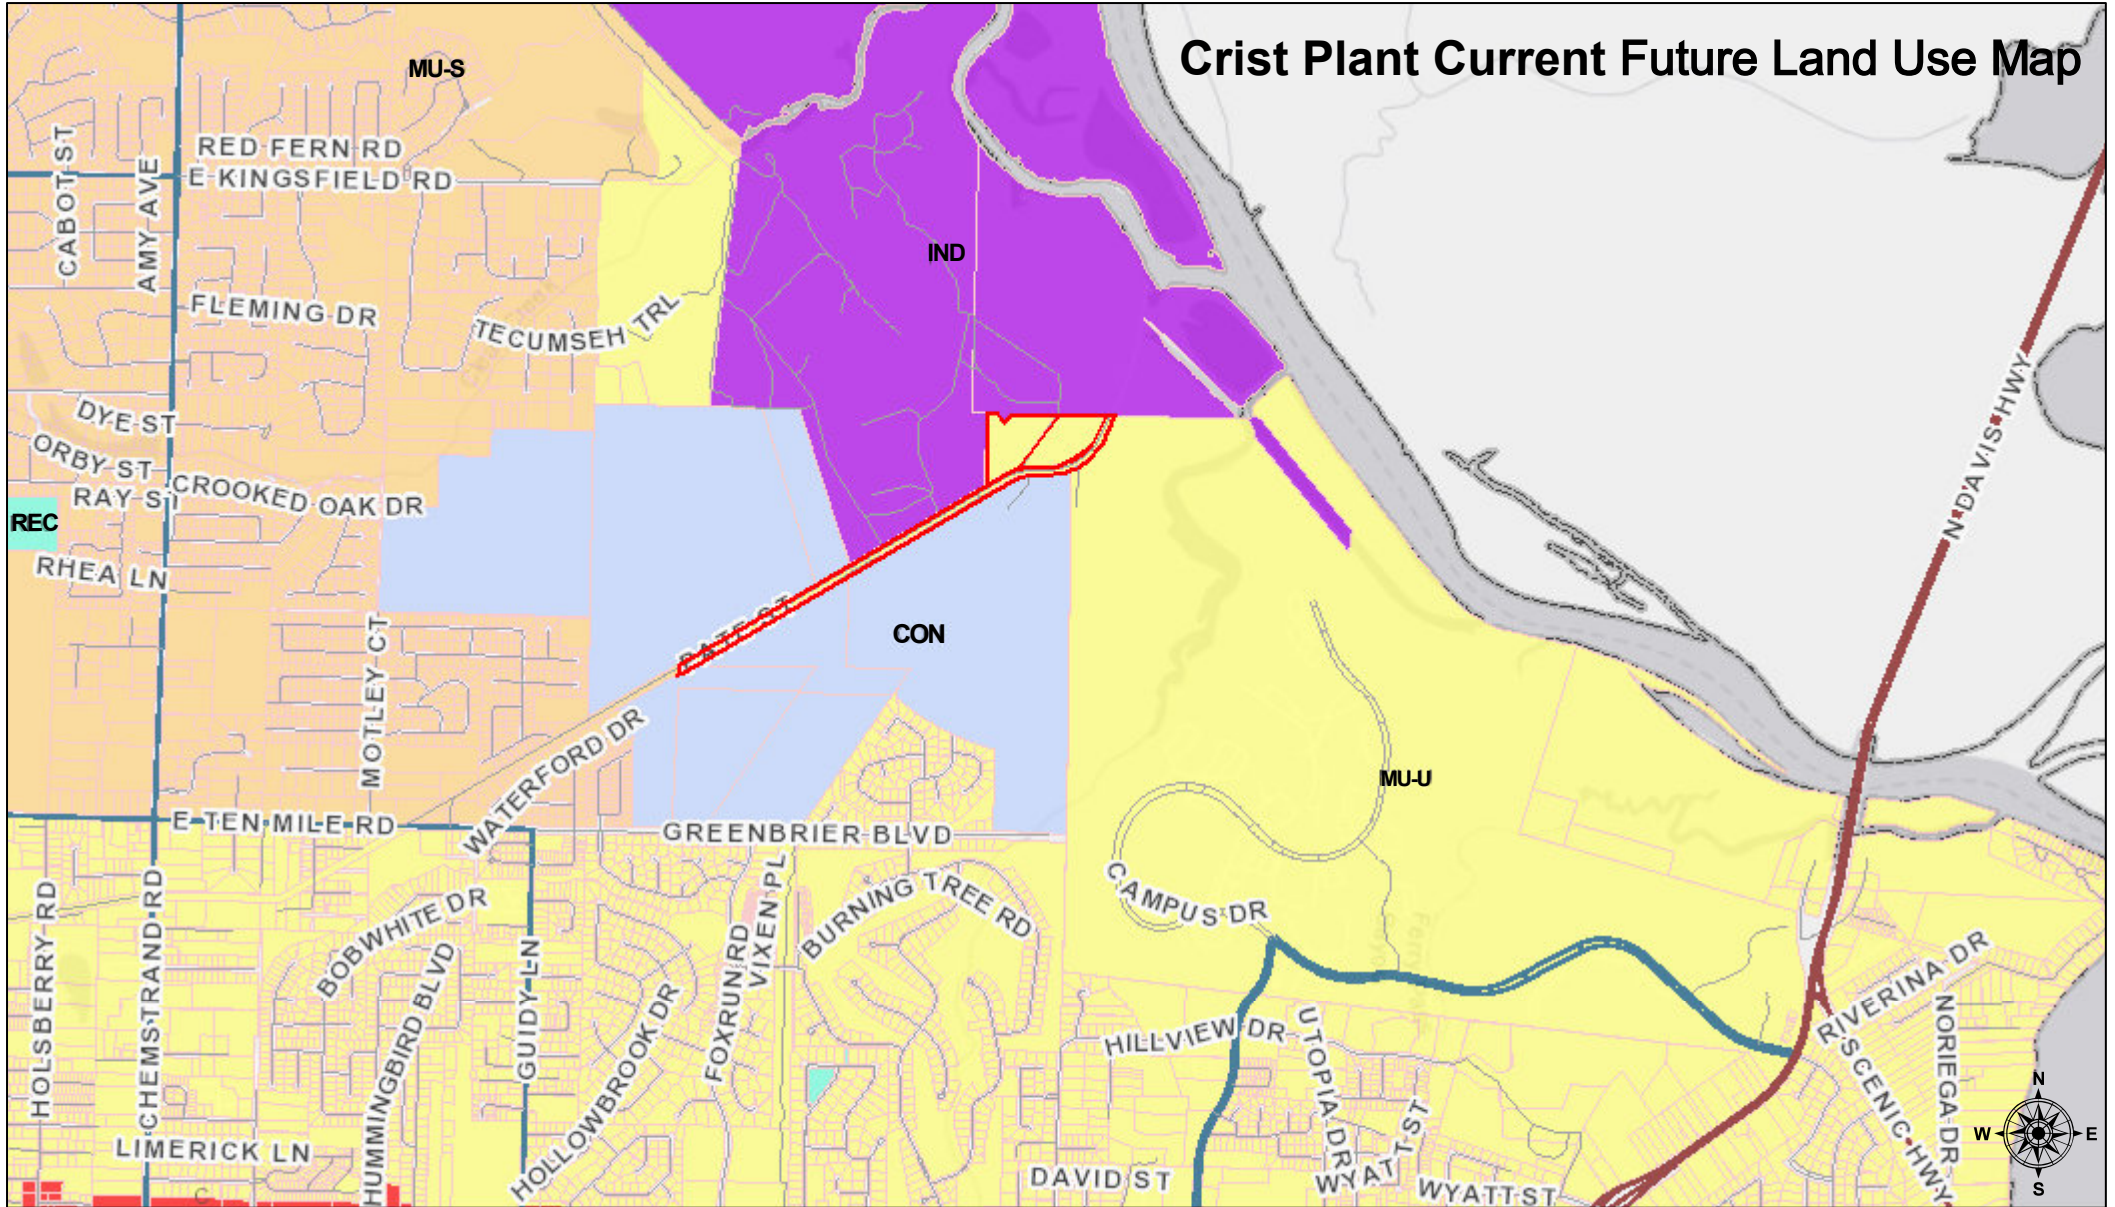 Crist Plant Current Future Land Use Map
MU-S
CABOT ST
AMY AVE
RED FERN RD
E KINGSFIELD RD
IND
FLEMING DR
TECUMSEH TRL
N DAVIS HWY
DYE ST
ORBY ST
RAY ST
CROOKED OAK DR
REC
RHEA LN
CON
MOTLEY CT
WATERFORD DR
MU-U
E TEN MILE RD
GREENBRIER BLVD
HOLSBERRY RD
CHEMSTRAND RD
BOBWHITE DR
HUMMINGBIRD BLVD
GUIDY LN
HOLLOWBROOK DR
FOXRUN RD
VIXEN PL
BURNING TREE RD
CAMPUS DR
HILLVIEW DR
UTOPIA DR
RIVERINA DR
NORIEGA DR
SCENIC HWY
LIMERICK LN
DAVID ST
WYATT ST
WYATT ST
N
W
E
S